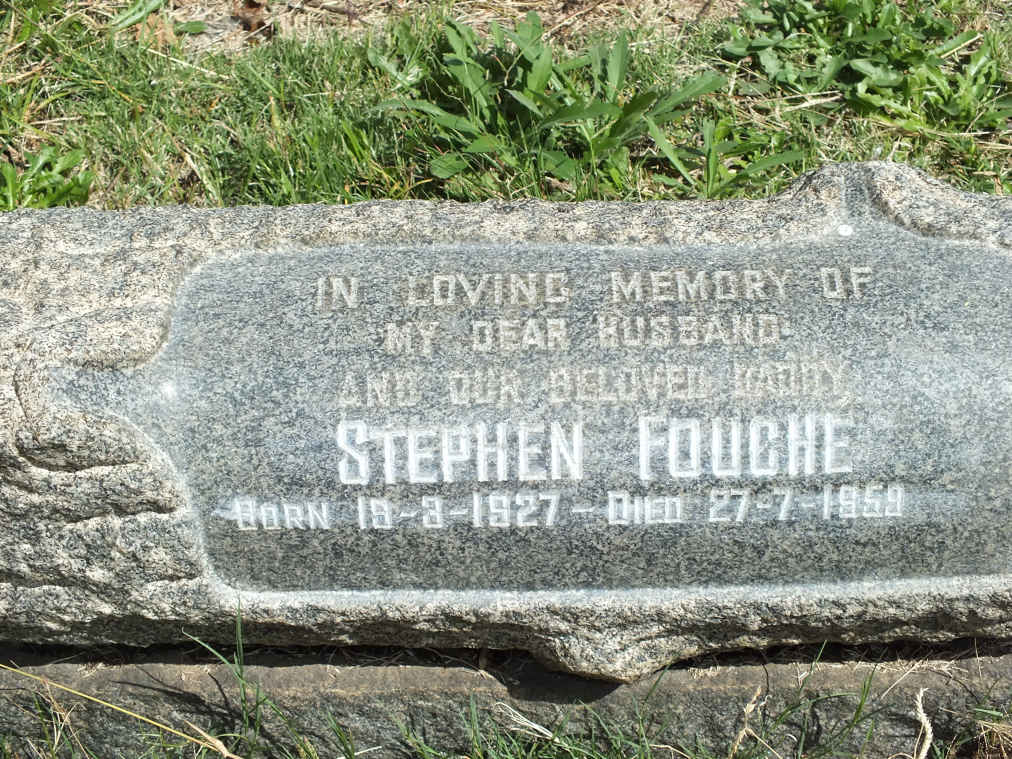 IN LOVING MEMORY OF
MY DEAR HUSBAND
AND OUR BELOVED DADDY
STEPHEN FOUCHE
BORN 19-3-1927 - DIED 27-7-1959